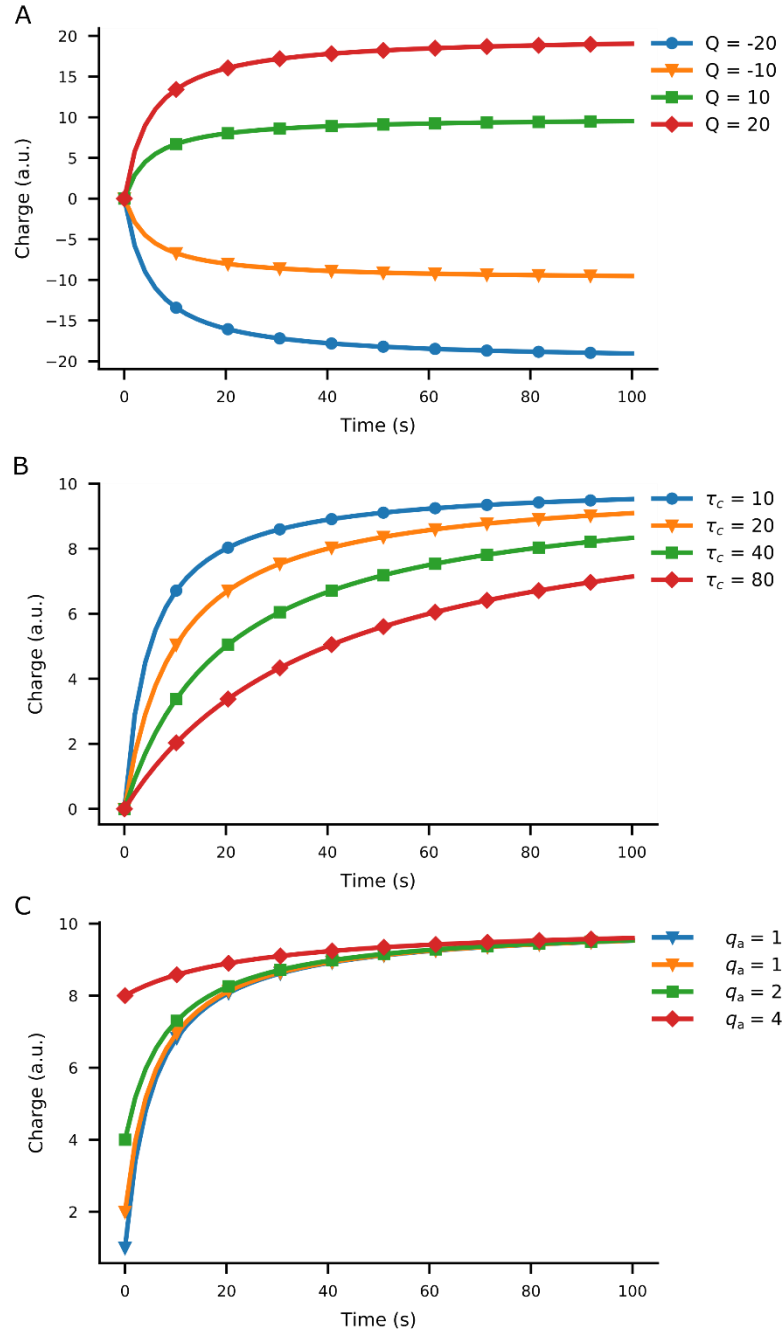 A
Q = -20
Q = -10
Q = 10
Q = 20
20
15
10
5
0
−5
−10
−15
−20
Charge (a.u.)
0 20 40 60 80 100
Time (s)
B
τc = 10
τc = 20
τc = 40
τc = 80
10
8
6
4
2
0
Charge (a.u.)
0 20 40 60 80 100
Time (s)
C
qa = 1
qa = 1
qa = 2
qa = 4
10
8
6
4
2
Charge (a.u.)
0 20 40 60 80 100
Time (s)